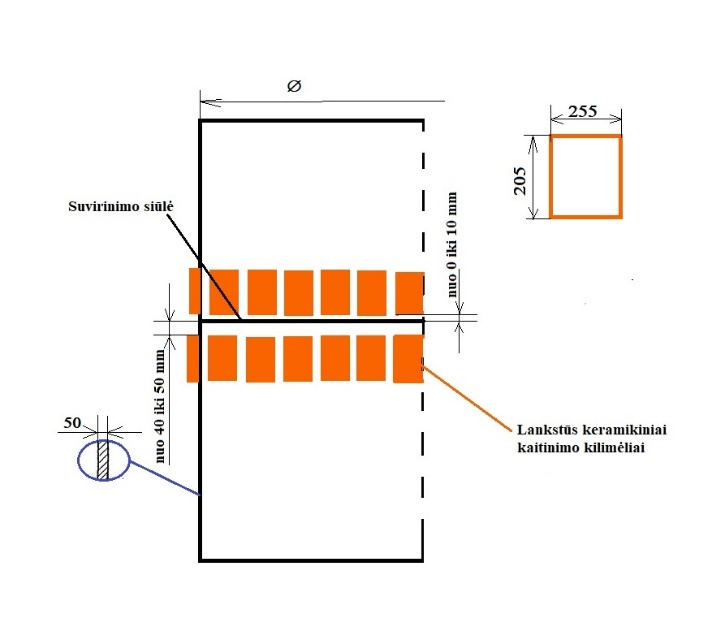 Ø
255
205
Suvirinimo siūlė
nuo 0 iki 10 mm
nuo 40 iki 50 mm
50
Lankstūs keramikiniai
kaitinimo kilimėliai